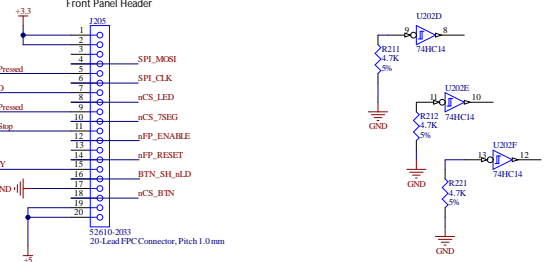 Front Panel Header
+3.3
J205
1
2
3
4 SPI_MOSI
Pressed 5
6 SPI_CLK
7
8 nCS_LED
Pressed 9
10 nCS_7SEG
Stop 11
12 nFP_ENABLE
13
14 nFP_RESET
15
16 BTN_SH_nLD
17
18 nCS_BTN
19
20
+5
52610-2033
20-Lead FPC Connector, Pitch 1.0 mm
U202D
9 8
74HC14
R211
4.7K
5%
GND
U202E
11 10
74HC14
R212
4.7K
5%
GND
U202F
13 12
74HC14
R221
4.7K
5%
GND